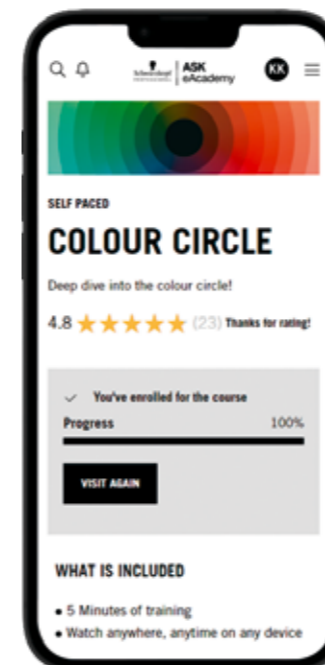 Schwarzkopf
PROFESSIONAL
ASK
eAcademy
KK
SELF PACED
COLOUR CIRCLE
Deep dive into the colour circle!
4.8 ★★★★★ (23) Thanks for rating!
✓ You've enrolled for the course
Progress 100%
VISIT AGAIN
WHAT IS INCLUDED
• 5 Minutes of training
• Watch anywhere, anytime on any device